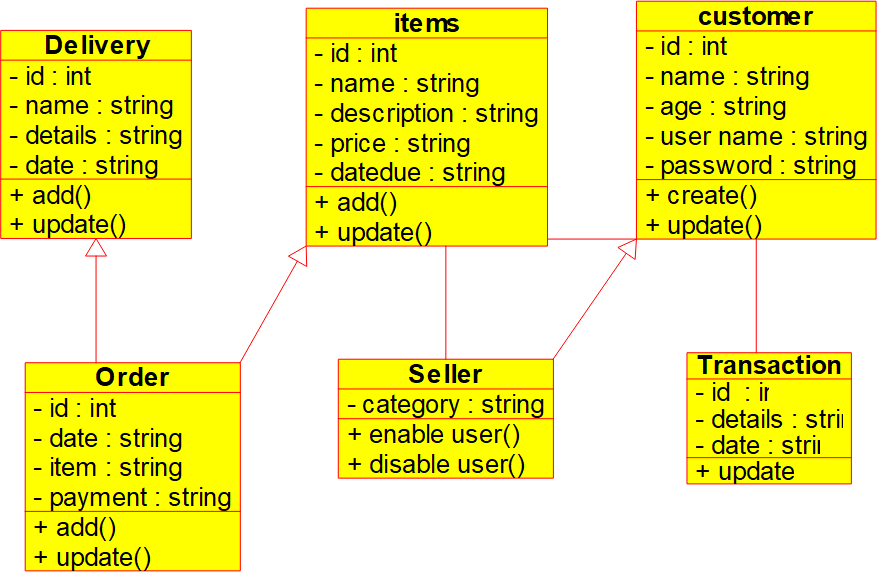 Delivery
- id : int
- name : string
- details : string
- date : string
+ add()
+ update()
items
- id : int
- name : string
- description : string
- price : string
- datedue : string
+ add()
+ update()
customer
- id : int
- name : string
- age : string
- user name : string
- password : string
+ create()
+ update()
Order
- id : int
- date : string
- item : string
- payment : string
+ add()
+ update()
Seller
- category : string
+ enable user()
+ disable user()
Transaction
- id :
- details :
- date :
+ update